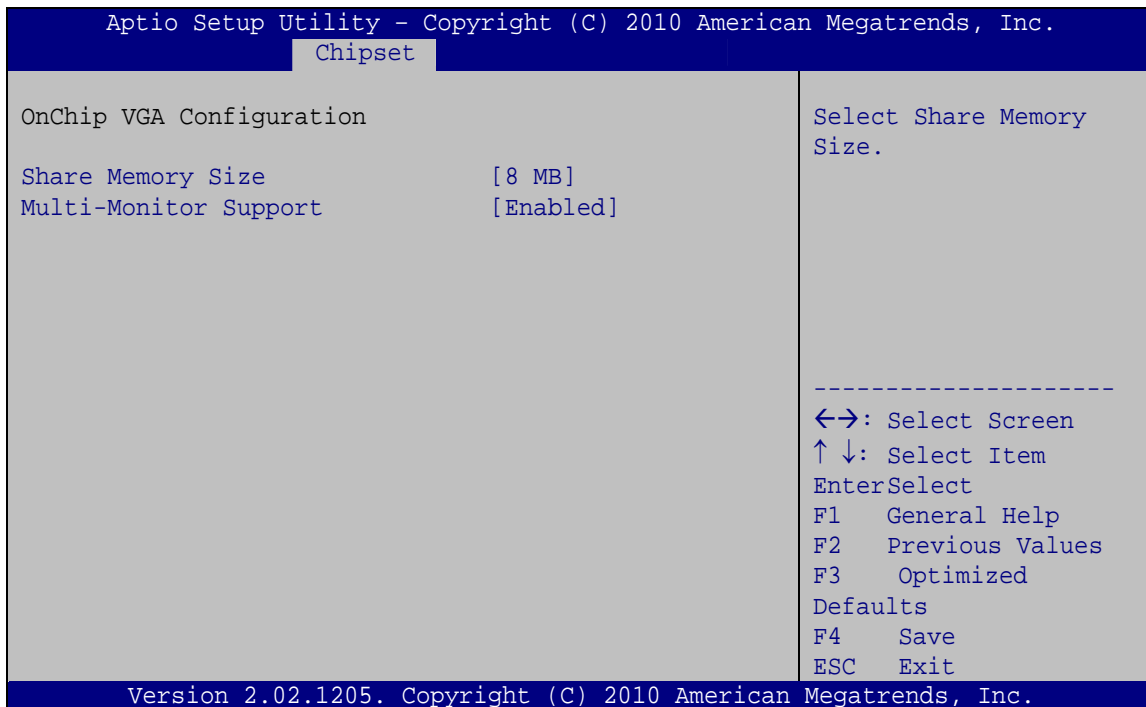 Aptio Setup Utility – Copyright (C) 2010 American Megatrends, Inc.
Chipset
OnChip VGA Configuration
Share Memory Size [8 MB]
Multi-Monitor Support [Enabled]
Select Share Memory
Size.
---------------------
←→: Select Screen
↑ ↓: Select Item
EnterSelect
F1 General Help
F2 Previous Values
F3 Optimized
Defaults
F4 Save
ESC Exit
Version 2.02.1205. Copyright (C) 2010 American Megatrends, Inc.